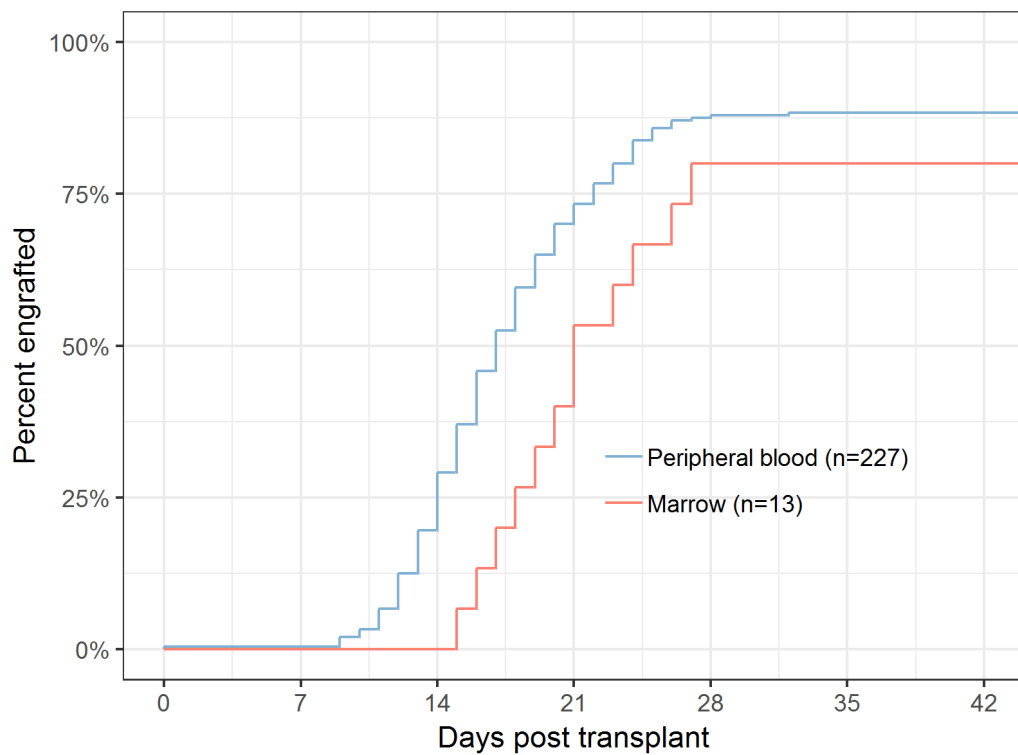 100%
75%
50%
25%
0%
Percent engrafted
Peripheral blood (n=227)
Marrow (n=13)
0 7 14 21 28 35 42
Days post transplant